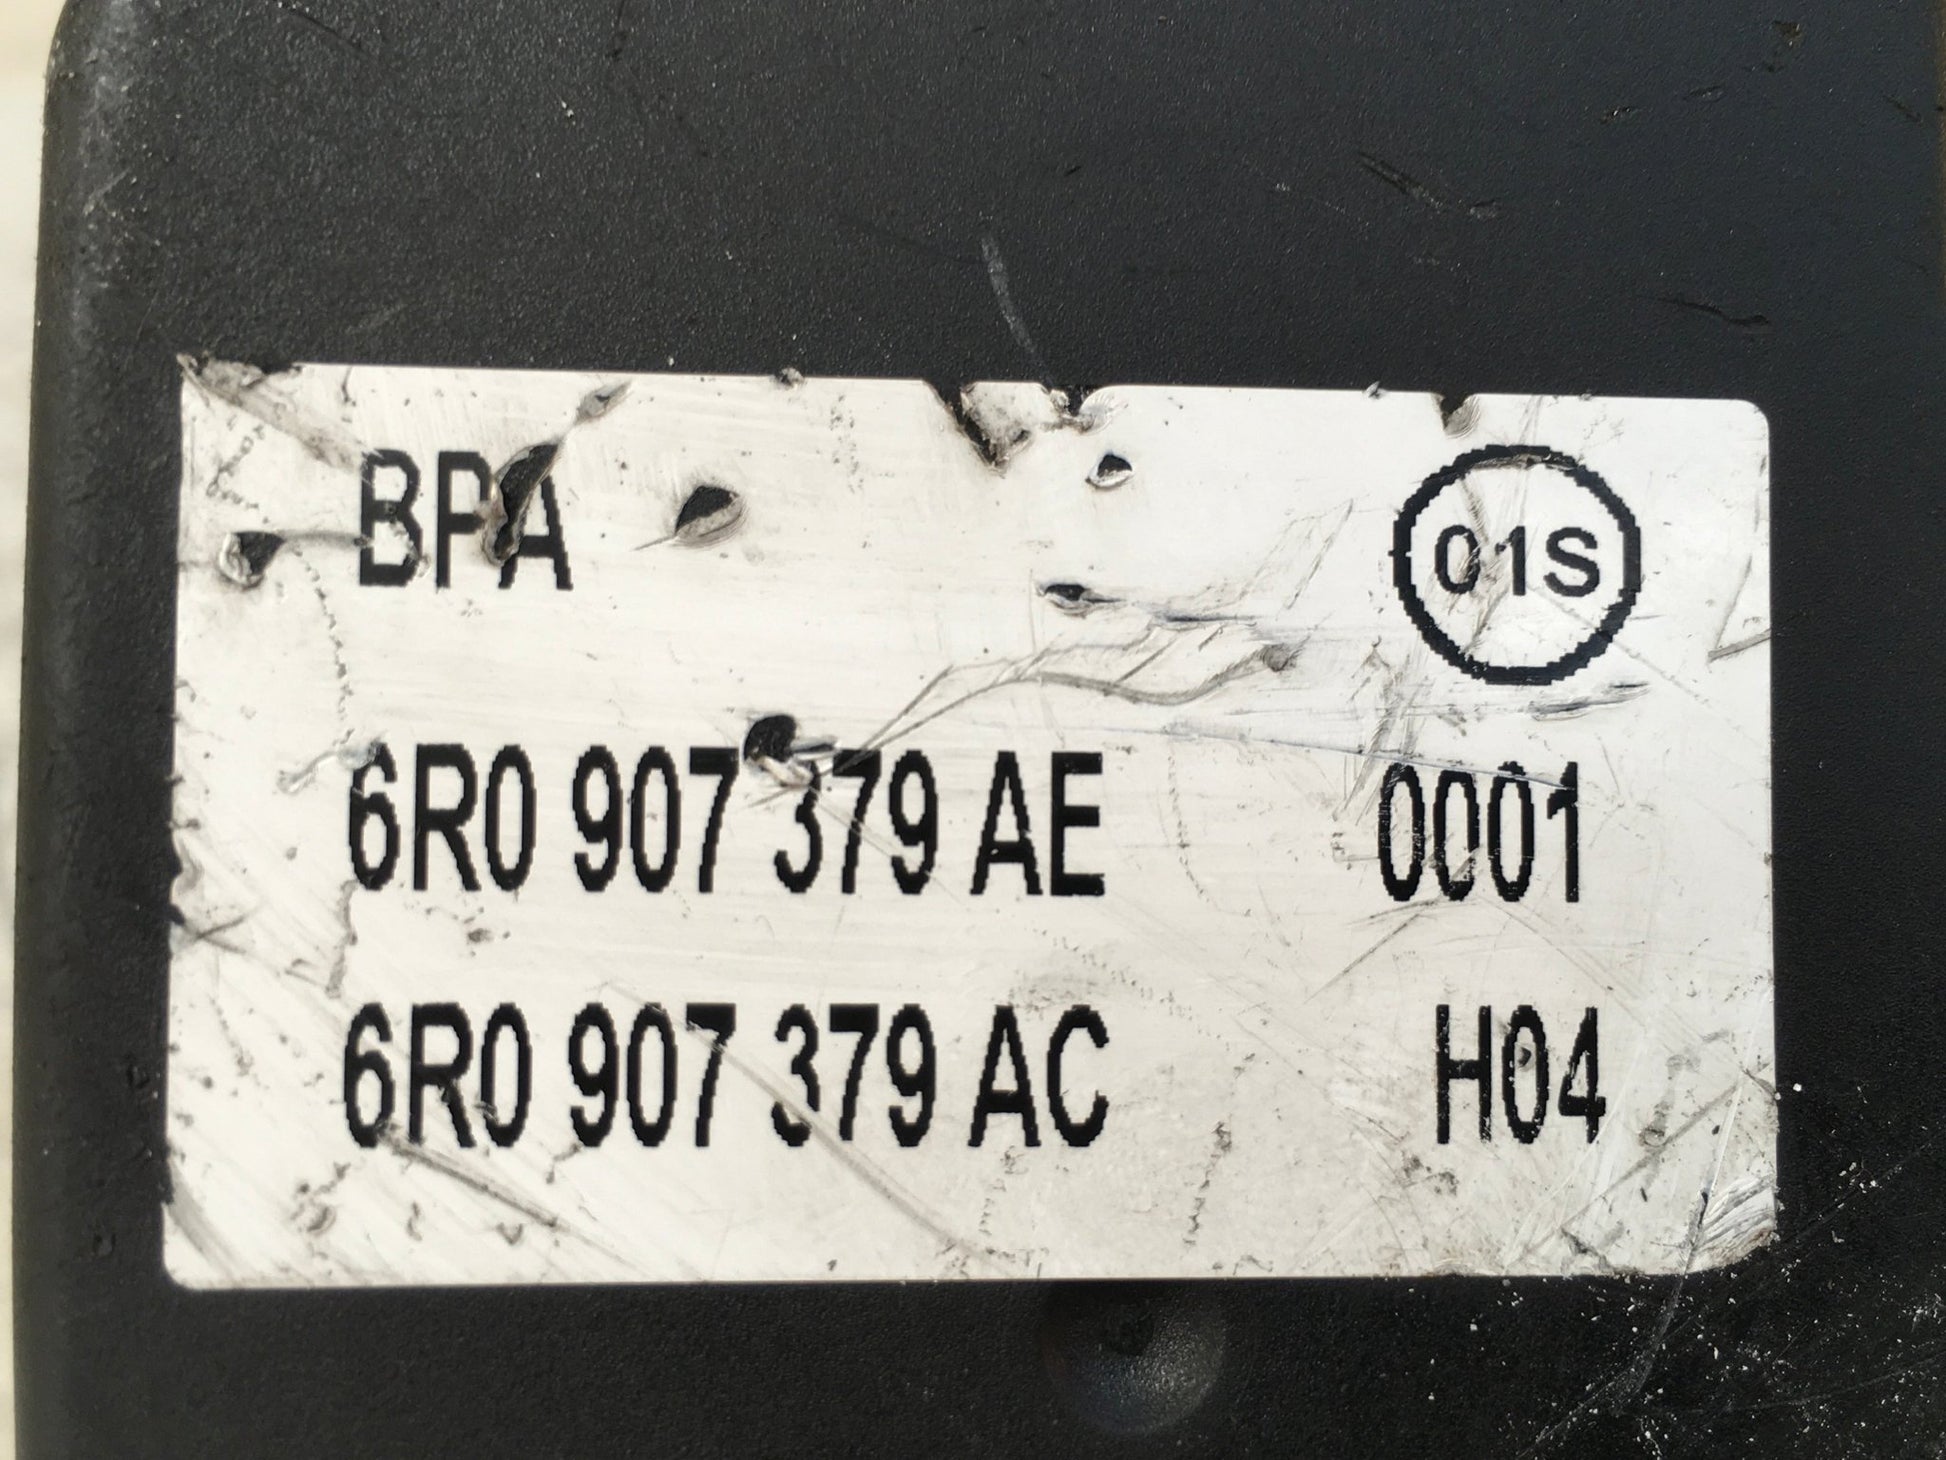 BPA 01S
6R0 907 379 AE 0001
6R0 907 379 AC H04